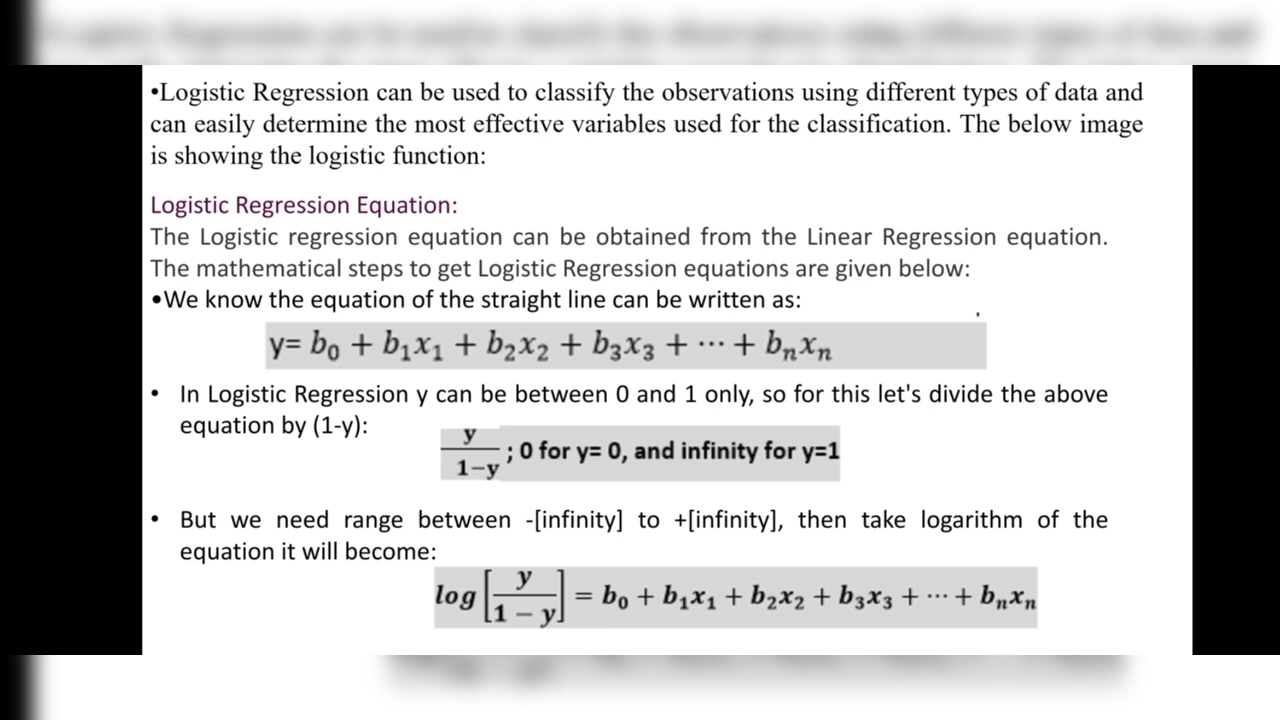 •Logistic Regression can be used to classify the observations using different types of data and
can easily determine the most effective variables used for the classification. The below image
is showing the logistic function:
Logistic Regression Equation:
The Logistic regression equation can be obtained from the Linear Regression equation.
The mathematical steps to get Logistic Regression equations are given below:
•We know the equation of the straight line can be written as:
y= b₀ + b₁x₁ + b₂x₂ + b₃x₃ + ⋯ + bₙxₙ
• In Logistic Regression y can be between 0 and 1 only, so for this let's divide the above
equation by (1-y):
y/1−y ; 0 for y= 0, and infinity for y=1
• But we need range between -[infinity] to +[infinity], then take logarithm of the
equation it will become:
log[y/1 − y] = b₀ + b₁x₁ + b₂x₂ + b₃x₃ + ⋯ + bₙxₙ